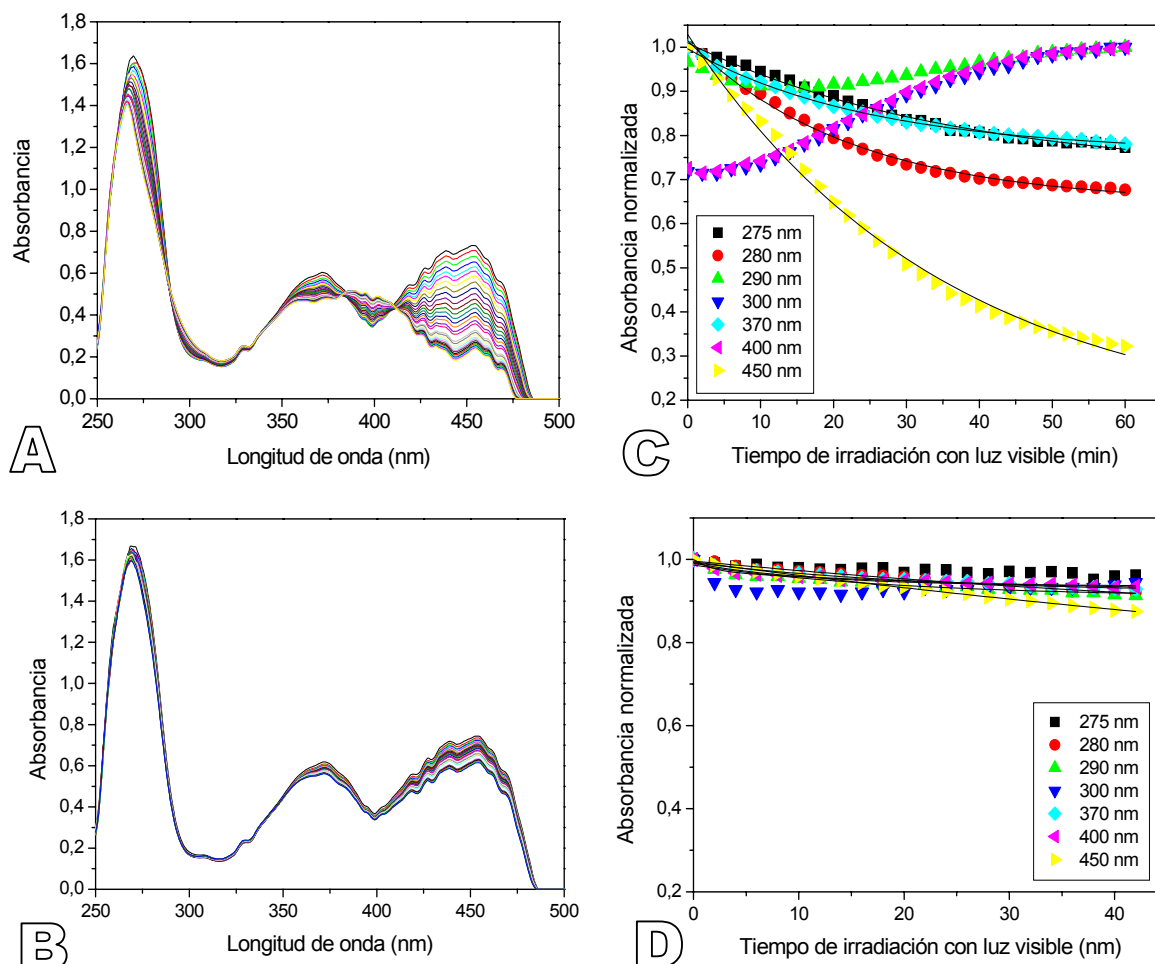 1,8
1,6
1,4
1,2
1,0
0,8
0,6
0,4
0,2
0,0
Absorbancia
250
300
350
400
450
500
Longitud de onda (nm)
A
1,0
0,9
0,8
0,7
0,6
0,5
0,4
0,3
0,2
Absorbancia normalizada
275 nm
280 nm
290 nm
300 nm
370 nm
400 nm
450 nm
0
10
20
30
40
50
60
Tiempo de irradiación con luz visible (min)
C
1,8
1,6
1,4
1,2
1,0
0,8
0,6
0,4
0,2
0,0
Absorbancia
250
300
350
400
450
500
Longitud de onda (nm)
B
1,0
0,8
0,6
0,4
0,2
Absorbancia normalizada
275 nm
280 nm
290 nm
300 nm
370 nm
400 nm
450 nm
0
10
20
30
40
Tiempo de irradiación con luz visible (nm)
D